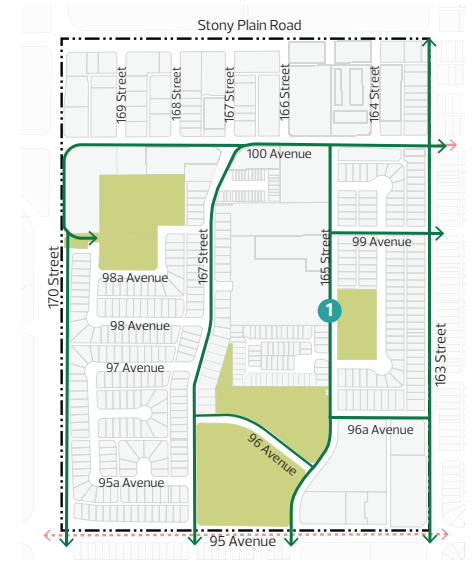 Stony Plain Road
169 Street
168 Street
167 Street
166 Street
164 Street
100 Avenue
99 Avenue
170 Street
167 Street
165 Street
98a Avenue
1
98 Avenue
97 Avenue
163 Street
96 Avenue
96a Avenue
95a Avenue
95 Avenue